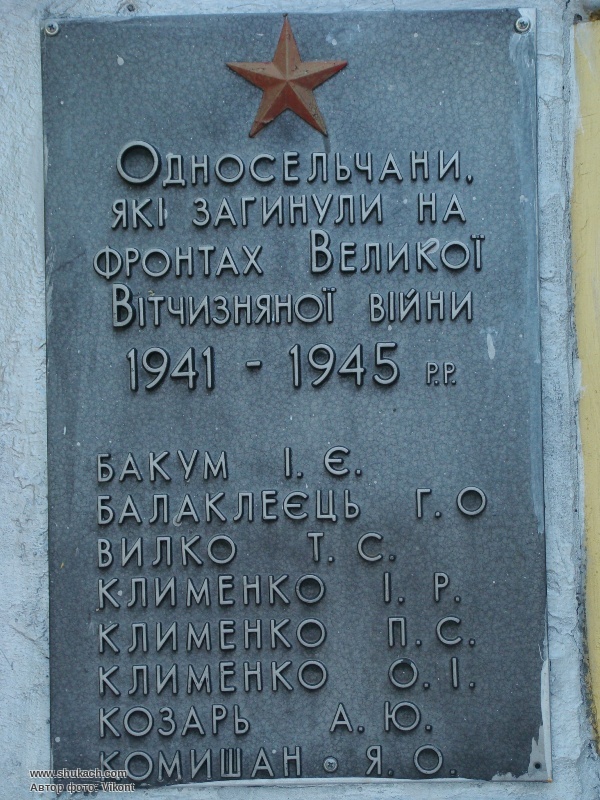 Односельчани,
які загинули на
фронтах Великої
Вітчизняної війни
1941 - 1945 р.р.
БАКУМ І. Є.
БАЛАКЛЕЄЦЬ Г. О
ВИЛКО Т. С.
КЛИМЕНКО І. Р.
КЛИМЕНКО П. С.
КЛИМЕНКО О. І.
КОЗАРЬ А. Ю.
КОМИШАН Я. О.
www.shukach.com
Автор фото: Vikont